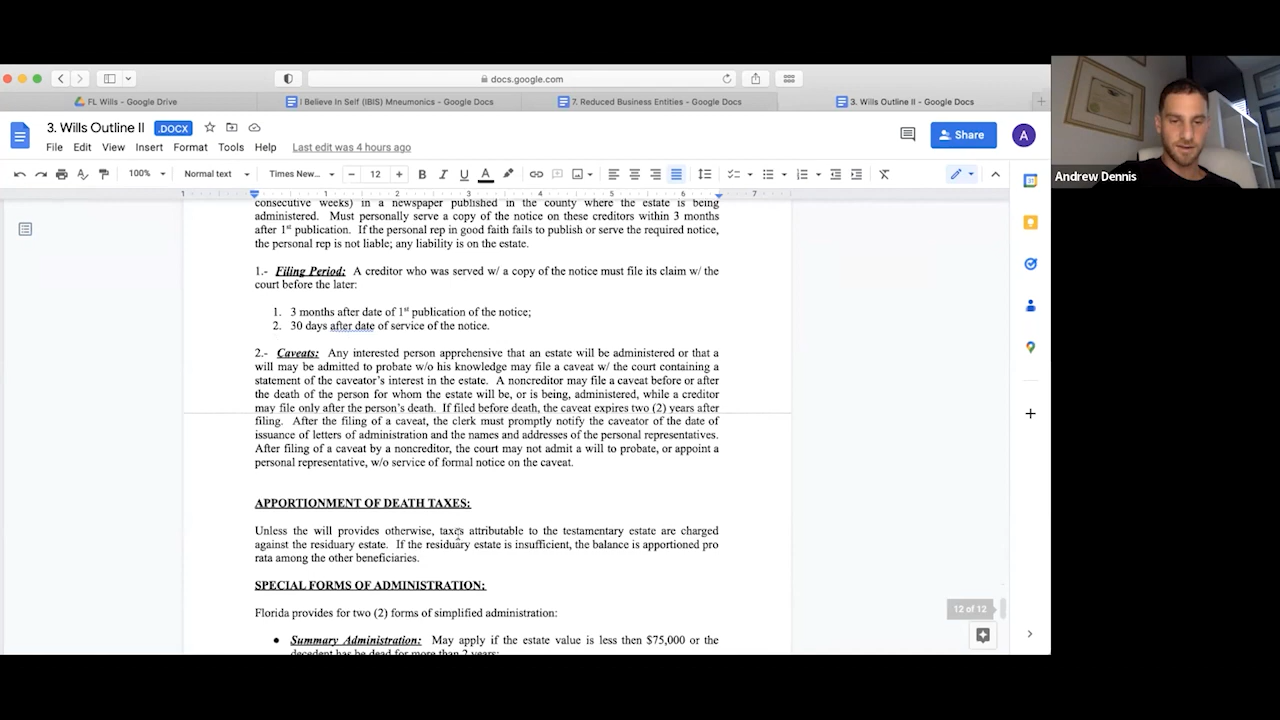 docs.google.com
FL Wills - Google Drive
I Believe In Self (IBIS) Mneumonics - Google Docs
7. Reduced Business Entities - Google Docs
3. Wills Outline II - Google Docs
3. Wills Outline II .DOCX
Share
A
File Edit View Insert Format Tools Help Last edit was 4 hours ago
100% Normal text Times New... 12 B I U A
Andrew Dennis
1 1 2 3 4 5 6 7
consecutive weeks) in a newspaper published in the county where the estate is being
administered. Must personally serve a copy of the notice on these creditors within 3 months
after 1st publication. If the personal rep in good faith fails to publish or serve the required notice,
the personal rep is not liable; any liability is on the estate.
1.- Filing Period: A creditor who was served w/ a copy of the notice must file its claim w/ the
court before the later:
1. 3 months after date of 1st publication of the notice;
2. 30 days after date of service of the notice.
2.- Caveats: Any interested person apprehensive that an estate will be administered or that a
will may be admitted to probate w/o his knowledge may file a caveat w/ the court containing a
statement of the caveator's interest in the estate. A noncreditor may file a caveat before or after
the death of the person for whom the estate will be, or is being, administered, while a creditor
may file only after the person's death. If filed before death, the caveat expires two (2) years after
filing. After the filing of a caveat, the clerk must promptly notify the caveator of the date of
issuance of letters of administration and the names and addresses of the personal representatives.
After filing of a caveat by a noncreditor, the court may not admit a will to probate, or appoint a
personal representative, w/o service of formal notice on the caveat.
APPORTIONMENT OF DEATH TAXES:
Unless the will provides otherwise, taxes attributable to the testamentary estate are charged
against the residuary estate. If the residuary estate is insufficient, the balance is apportioned pro
rata among the other beneficiaries.
SPECIAL FORMS OF ADMINISTRATION:
Florida provides for two (2) forms of simplified administration:
12 of 12
● Summary Administration: May apply if the estate value is less then $75,000 or the
decedent has be dead for more than 2 years;